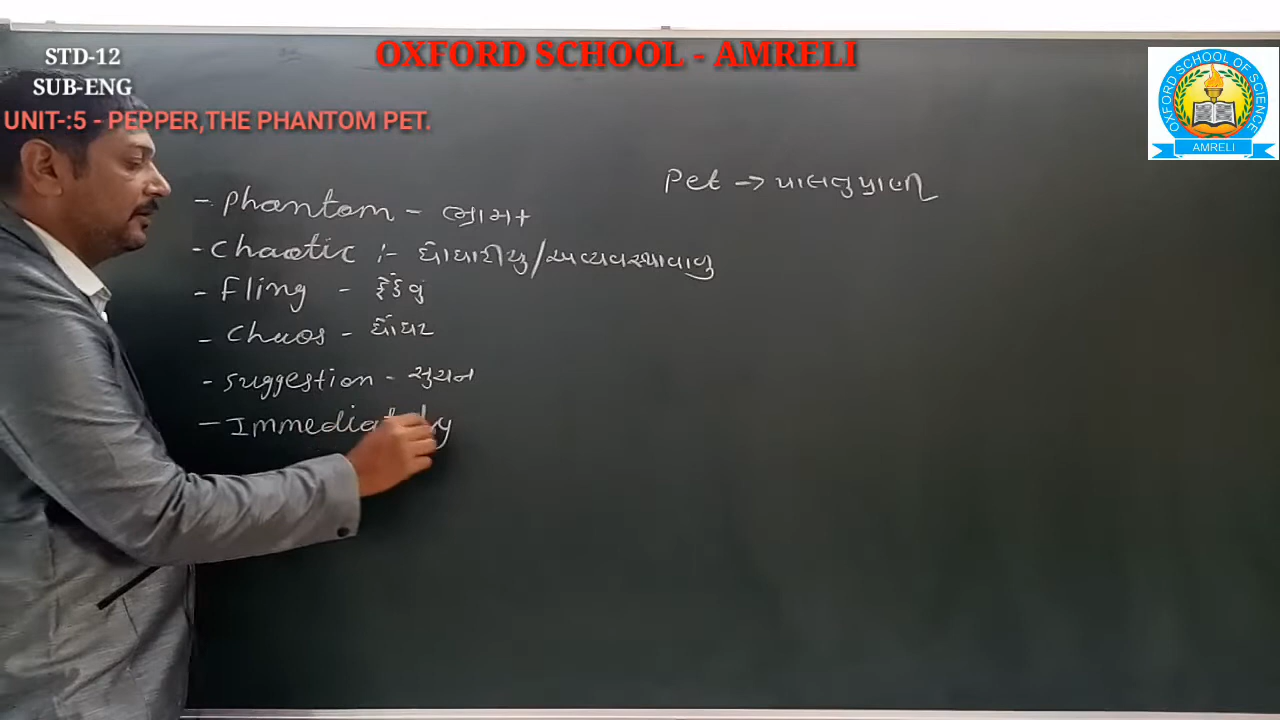 STD-12
SUB-ENG
OXFORD SCHOOL - AMRELI
UNIT-:5 - PEPPER,THE PHANTOM PET.
OXFORD SCHOOL OF SCIENCE
AMRELI
Pet → પાલતુ પ્રાણી
- Phantom - ભ્રામક
- Chaotic :- ઘોંઘાટીયુ/અવ્યવસ્થાવાળુ
- Fling - ફેંકવું
- Chaos - ઘોંઘાટ
- Suggestion - સુચન
- Immediately